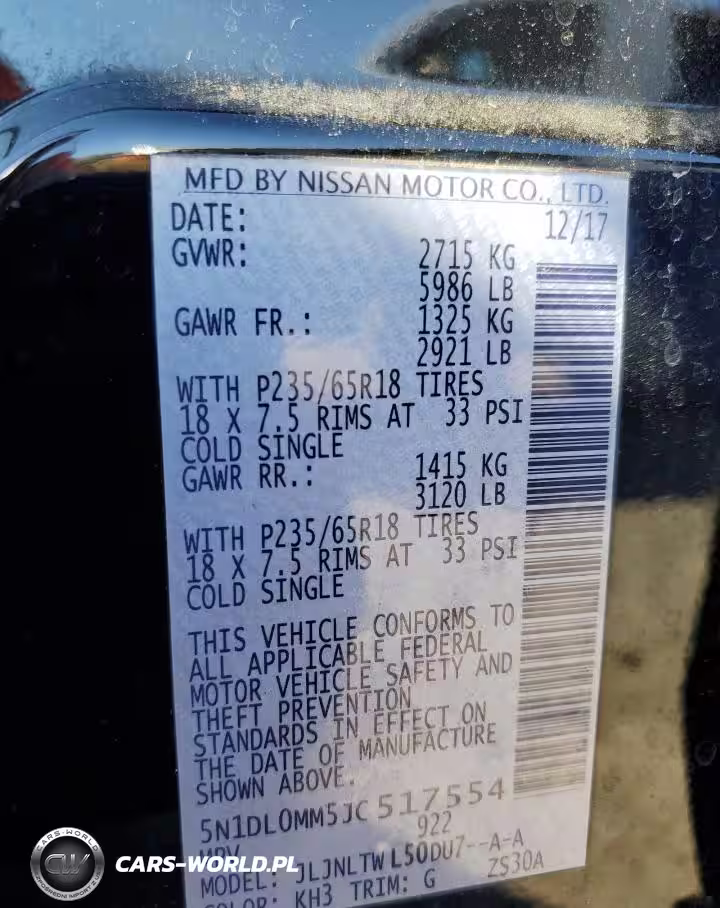 MFD BY NISSAN MOTOR CO., LTD.
DATE: 12/17
GVWR: 2715 KG
5986 LB
GAWR FR.: 1325 KG
2921 LB
WITH P235/65R18 TIRES
18 X 7.5 RIMS AT 33 PSI
COLD SINGLE
GAWR RR.: 1415 KG
3120 LB
WITH P235/65R18 TIRES
18 X 7.5 RIMS AT 33 PSI
COLD SINGLE
THIS VEHICLE CONFORMS TO
ALL APPLICABLE FEDERAL
MOTOR VEHICLE SAFETY AND
THEFT PREVENTION
STANDARDS IN EFFECT ON
THE DATE OF MANUFACTURE
SHOWN ABOVE.
5N1DL0MM5JC517554
MPV 922
MODEL: JLJNLTWL50DU7--A-A
COLOR: KH3 TRIM: G ZS30A
CARS-WORLD
CW
CARS-WORLD.PL